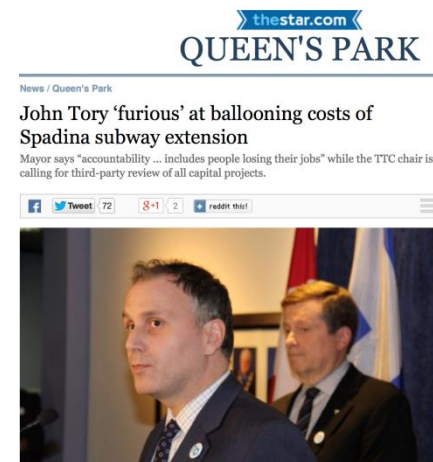 thestar.com
QUEEN'S PARK
News / Queen's Park
John Tory ‘furious’ at ballooning costs of
Spadina subway extension
Mayor says “accountability ... includes people losing their jobs” while the TTC chair is
calling for third-party review of all capital projects.
f Tweet 72 g+1 2 reddit this!